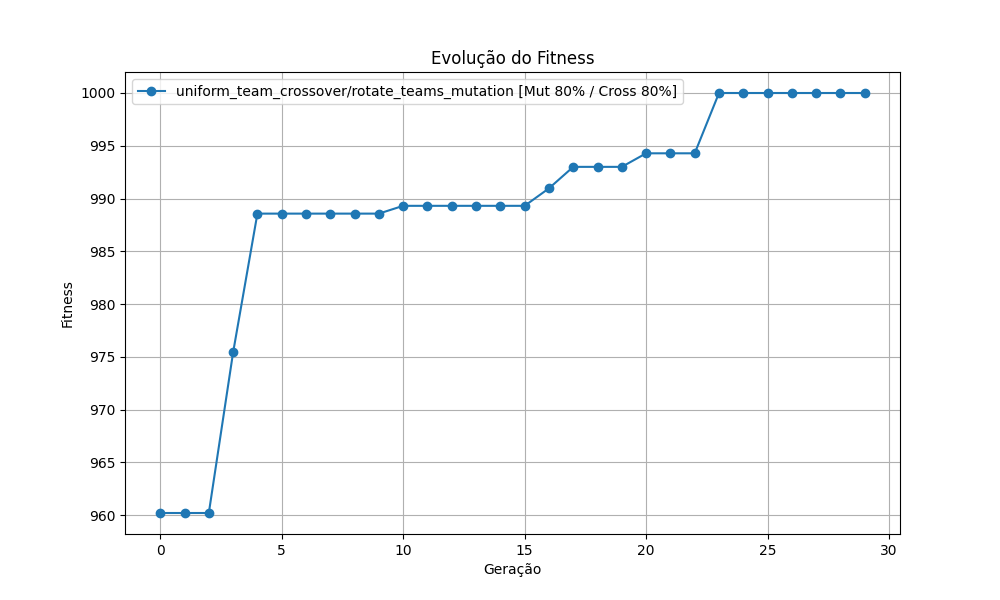 Evolução do Fitness
uniform_team_crossover/rotate_teams_mutation [Mut 80% / Cross 80%]
1000
995
990
985
980
975
970
965
960
Fitness
0 5 10 15 20 25 30
Geração